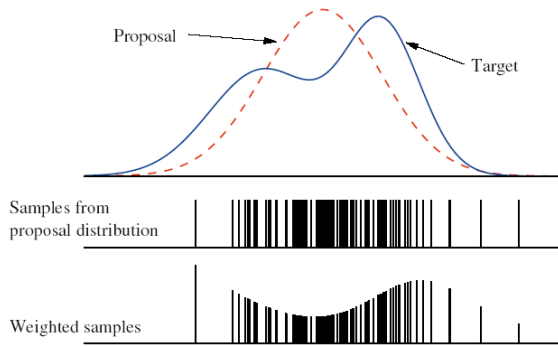 Proposal
Target
Samples from
proposal distribution
Weighted samples